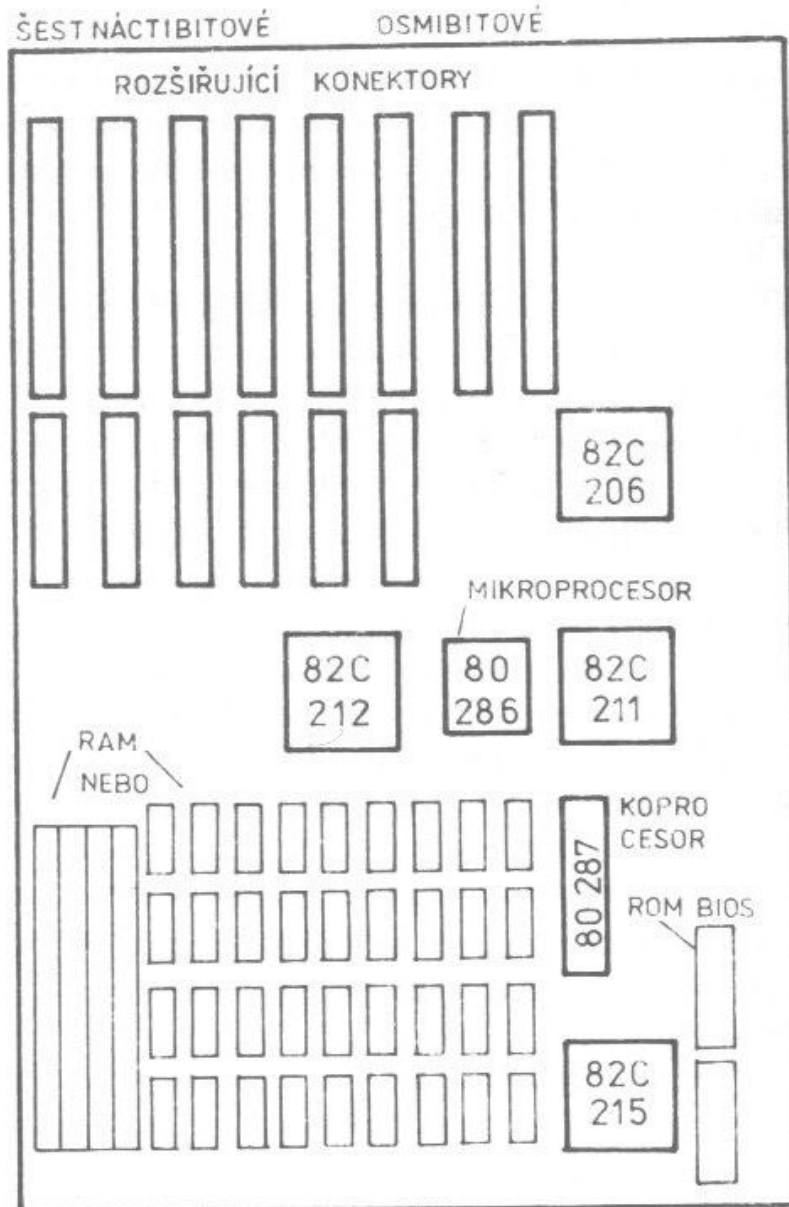 ŠESTNÁCTIBITOVÉ OSMIBITOVÉ
ROZŠIŘUJÍCÍ KONEKTORY
82C
206
MIKROPROCESOR
82C
212
80
286
82C
211
RAM
NEBO
KOPRO
CESOR
80 287
ROM BIOS
82C
215